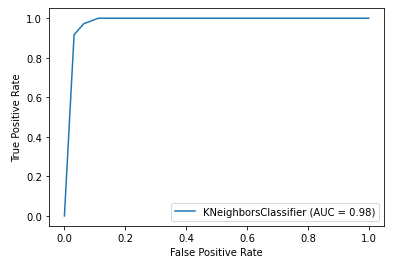 1.0
0.8
0.6
0.4
0.2
0.0
True Positive Rate
KNeighborsClassifier (AUC = 0.98)
0.0 0.2 0.4 0.6 0.8 1.0
False Positive Rate